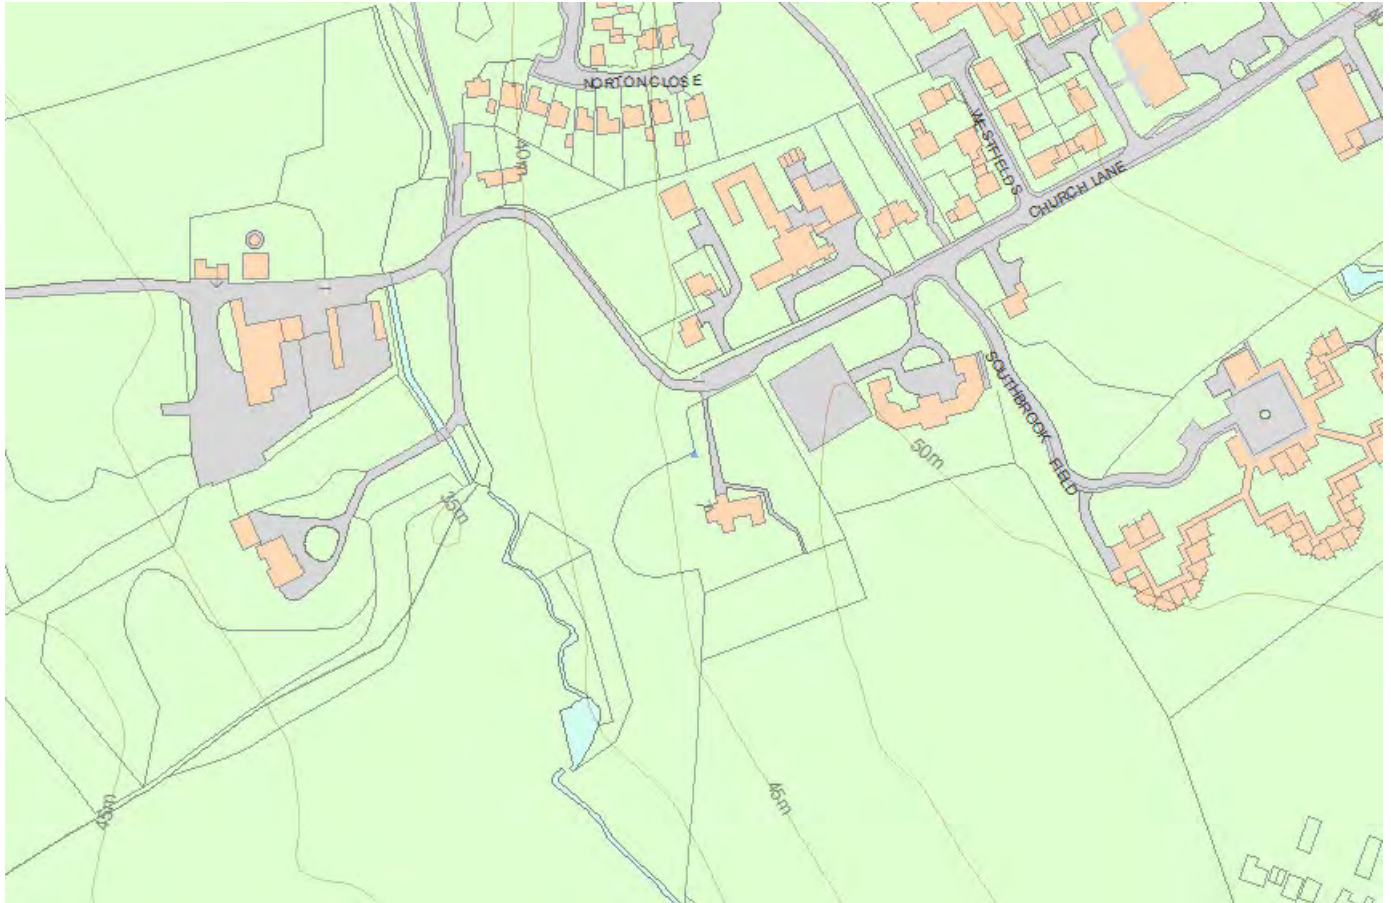 NORTON CLOSE
40m
WESTFIELDS
CHURCH LANE
SOUTHBROOK FIELD
50m
35m
45m
45m